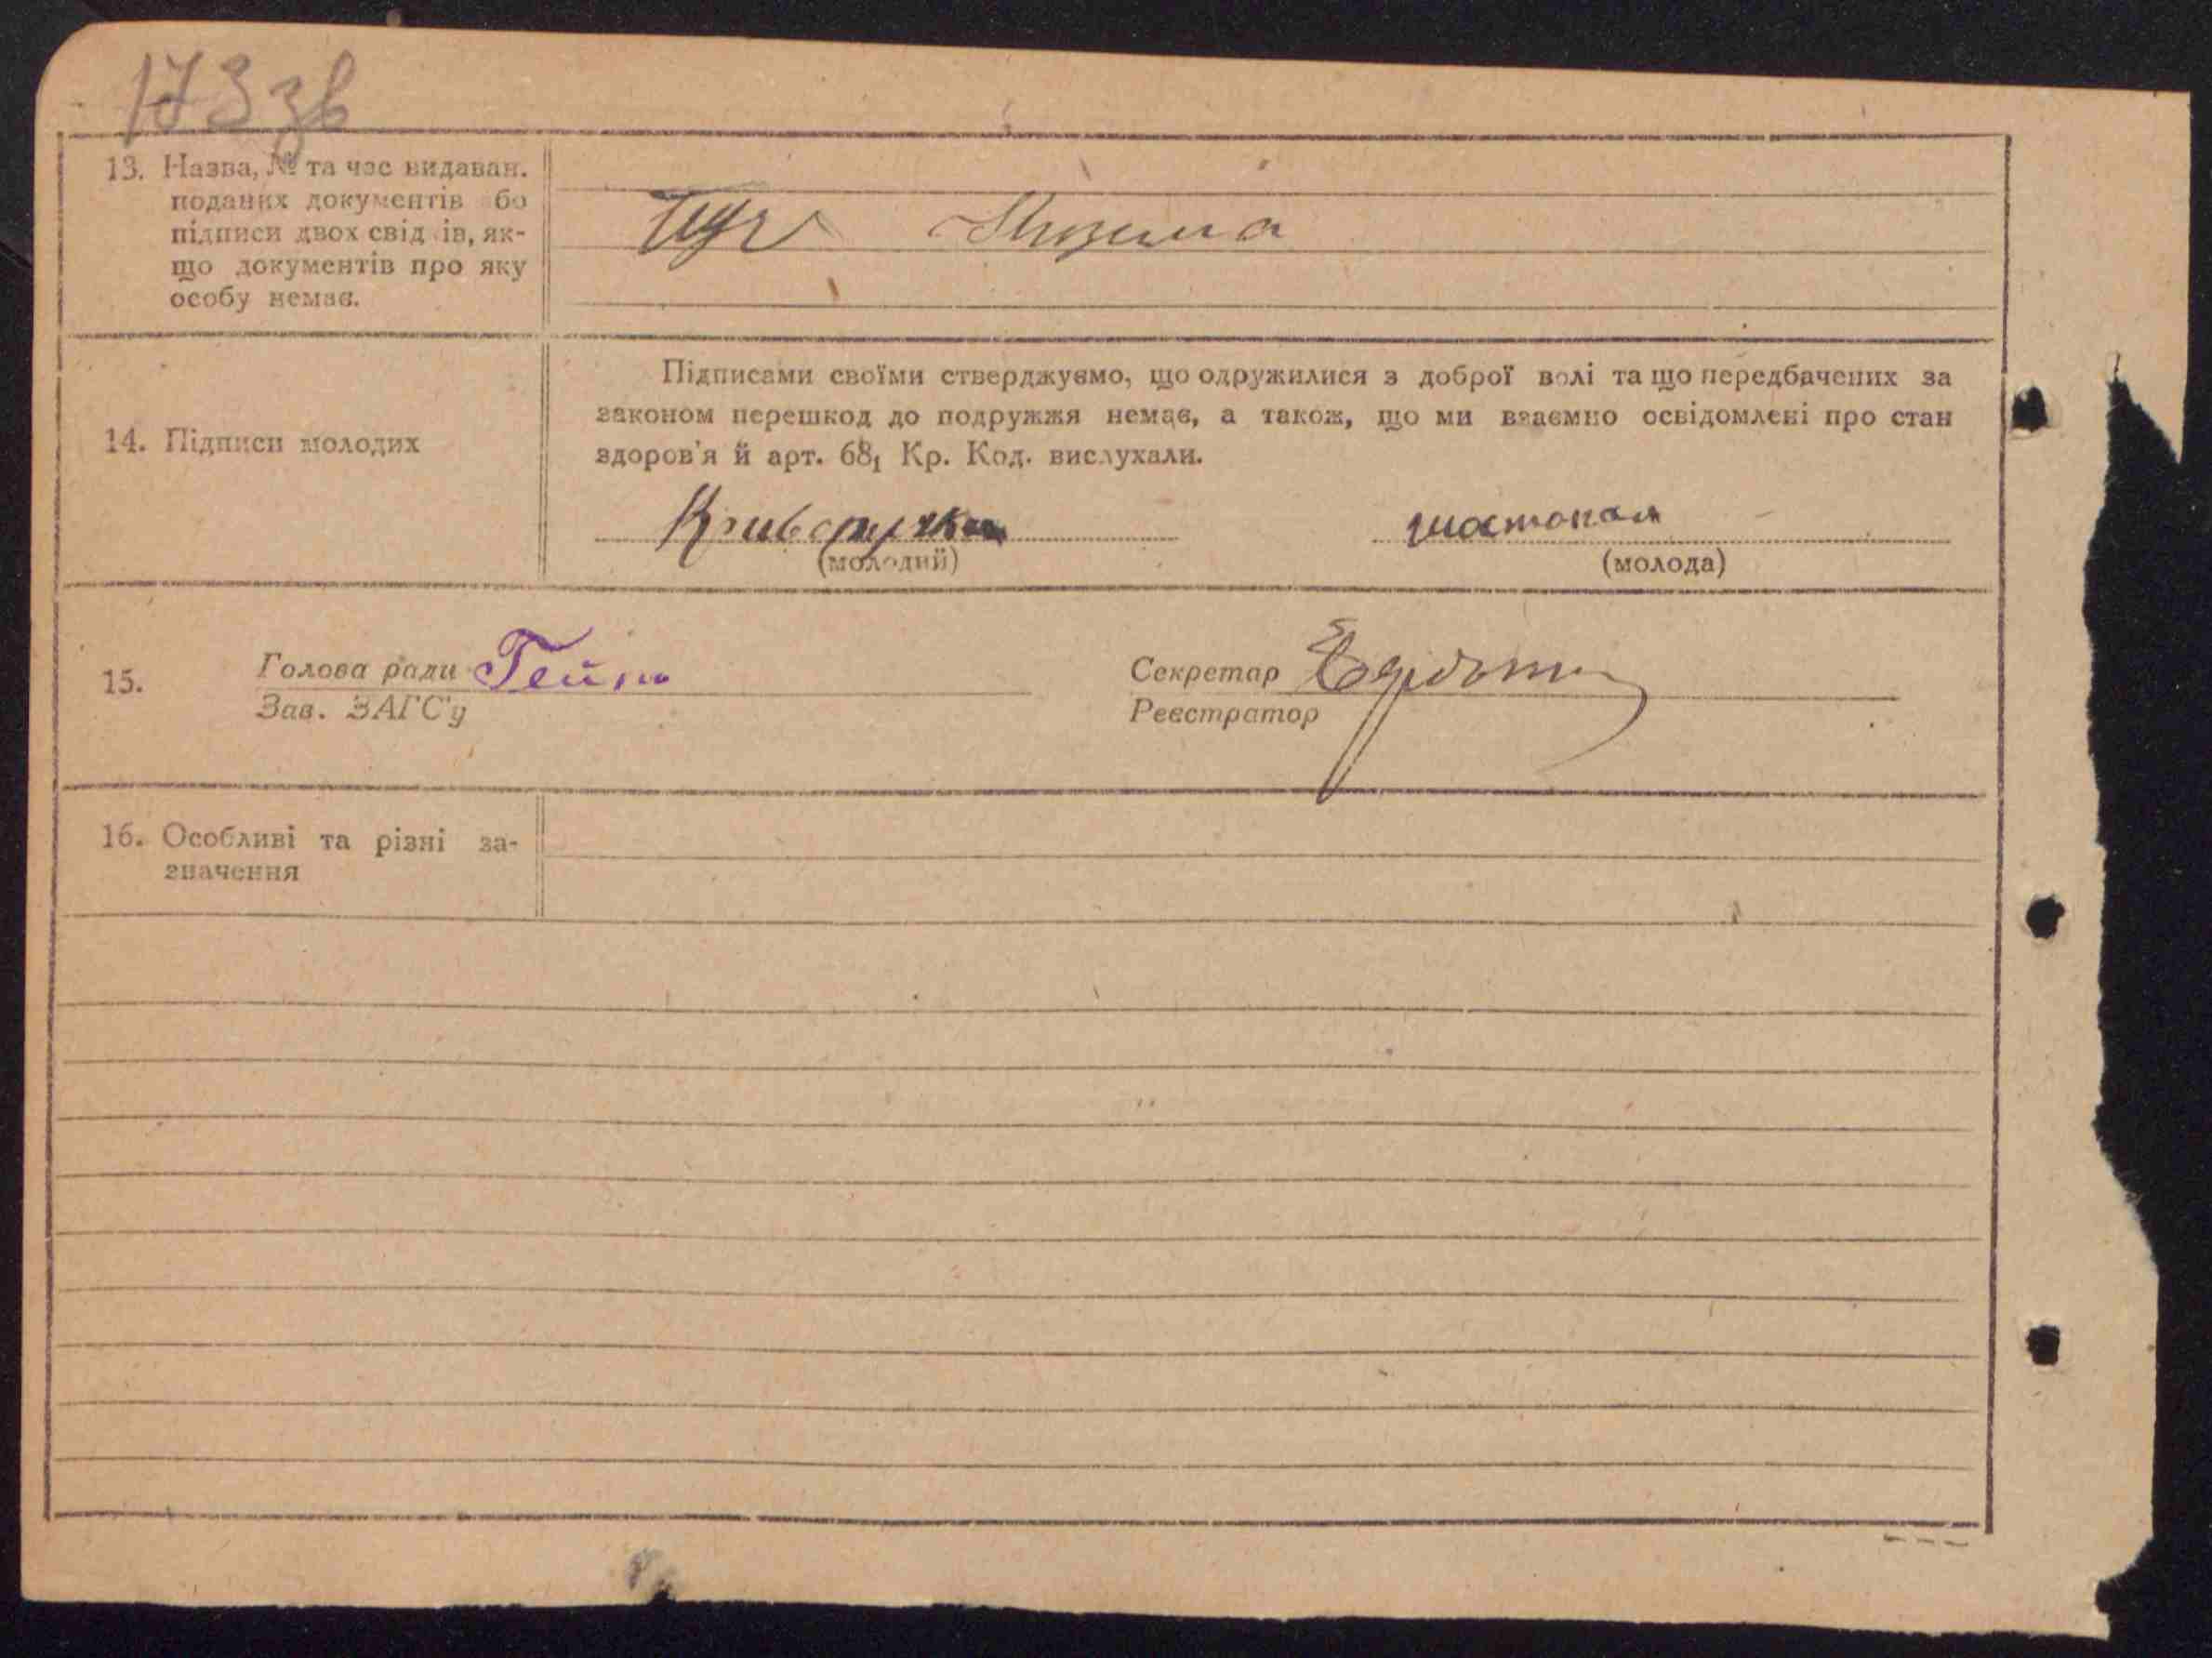 173 зв
13. Назва, № та час видаван.
поданих документів або
підписи двох свідків, як-
що документів про яку
особу немає.
14. Підписи молодих
Підписами своїми стверджуємо, що одружилися з доброї волі та що передбачених за
законом перешкод до подружжя немає, а також, що ми взаємно освідомлені про стан
здоров'я й арт. 68₁ Кр. Код. вислухали.
(молодий)
шастопал
(молода)
15. Голова ради
Зав. ЗАГС'у
Секретар
Реєстратор
16. Особливі та різні за-
значення